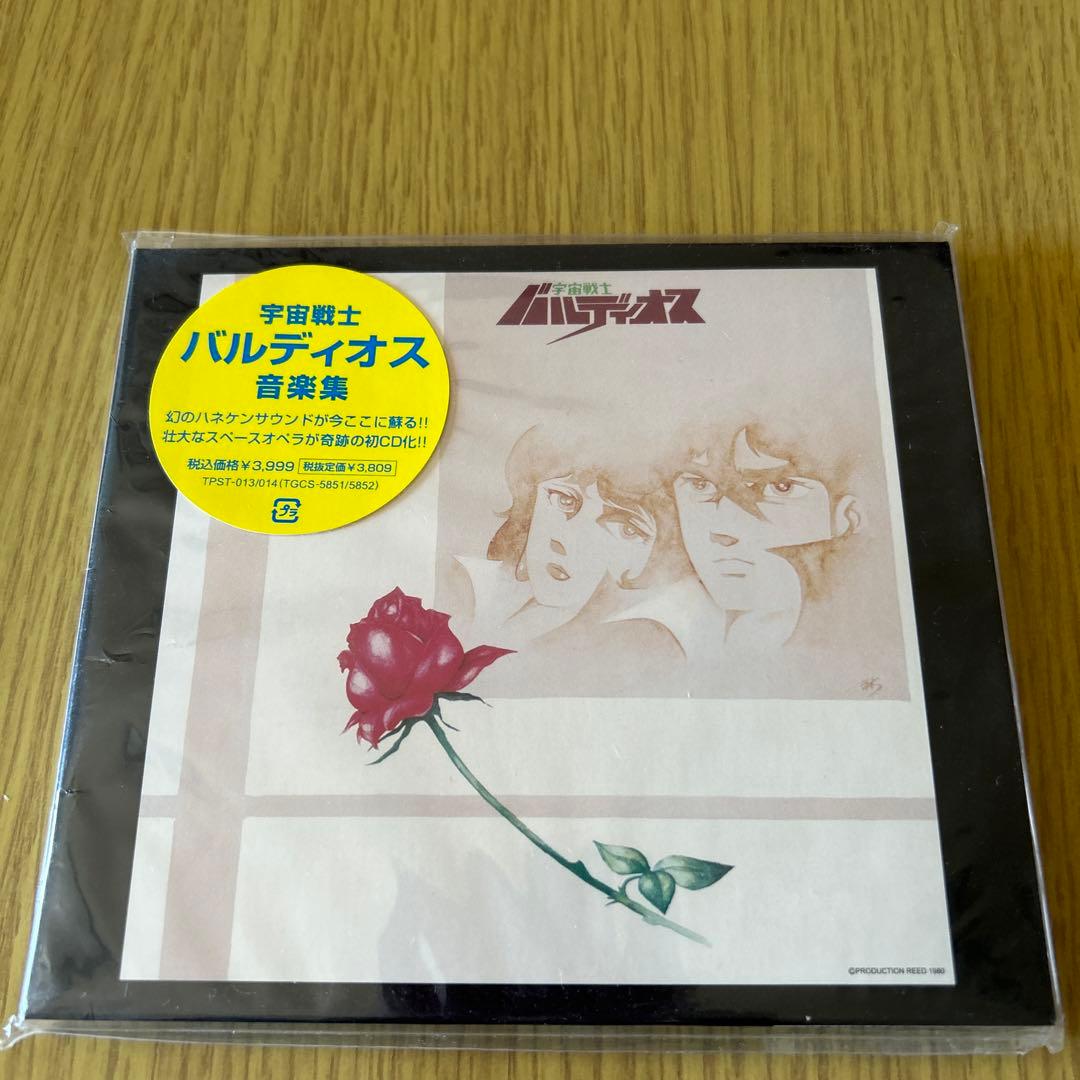 宇宙戦士
バルディオス
音楽集
幻のハネケンサウンドが今ここに蘇る!!
壮大なスペースオペラが奇跡の初CD化!!
税込価格¥3,999 税抜定価¥3,809
TPST-013/014(TGCS-5851/5852)
プラ
宇宙戦士
バルディオス
©PRODUCTION REED 1980